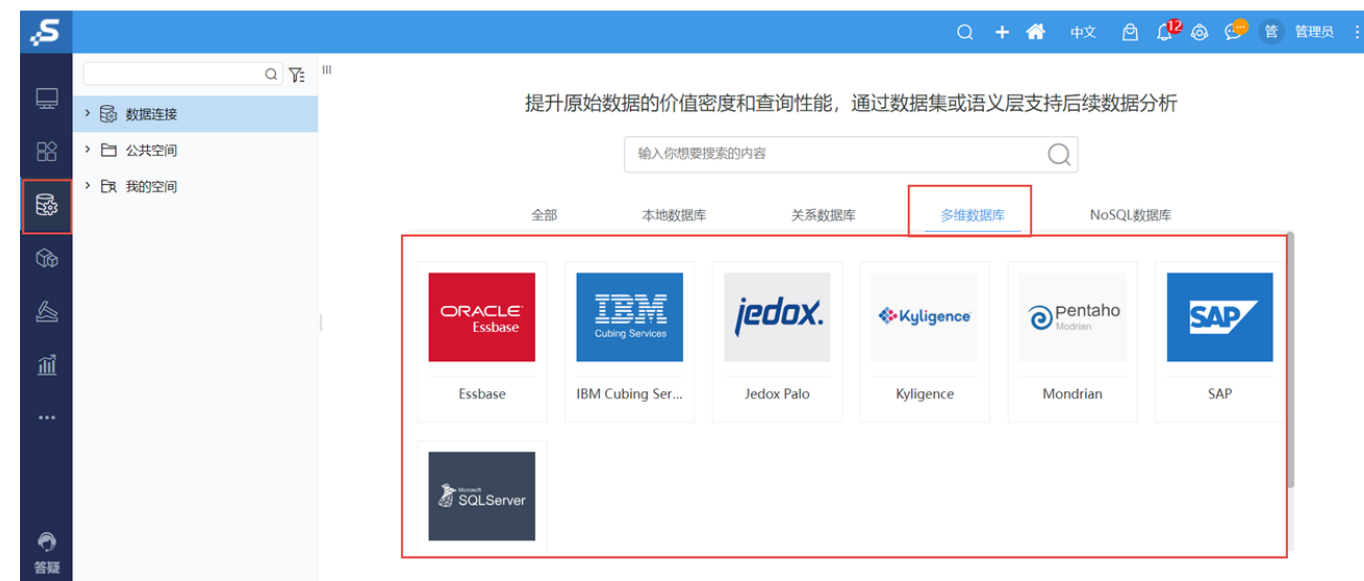 S
中文
12
管
管理员
数据连接
公共空间
我的空间
提升原始数据的价值密度和查询性能，通过数据集或语义层支持后续数据分析
输入你想要搜索的内容
全部
本地数据库
关系数据库
多维数据库
NoSQL数据库
ORACLE
Essbase
IBM
Cubing Services
jedox.
Kyligence
Pentaho
Modrian
SAP
Essbase
IBM Cubing Ser...
Jedox Palo
Kyligence
Mondrian
SAP
Microsoft
SQLServer
答疑